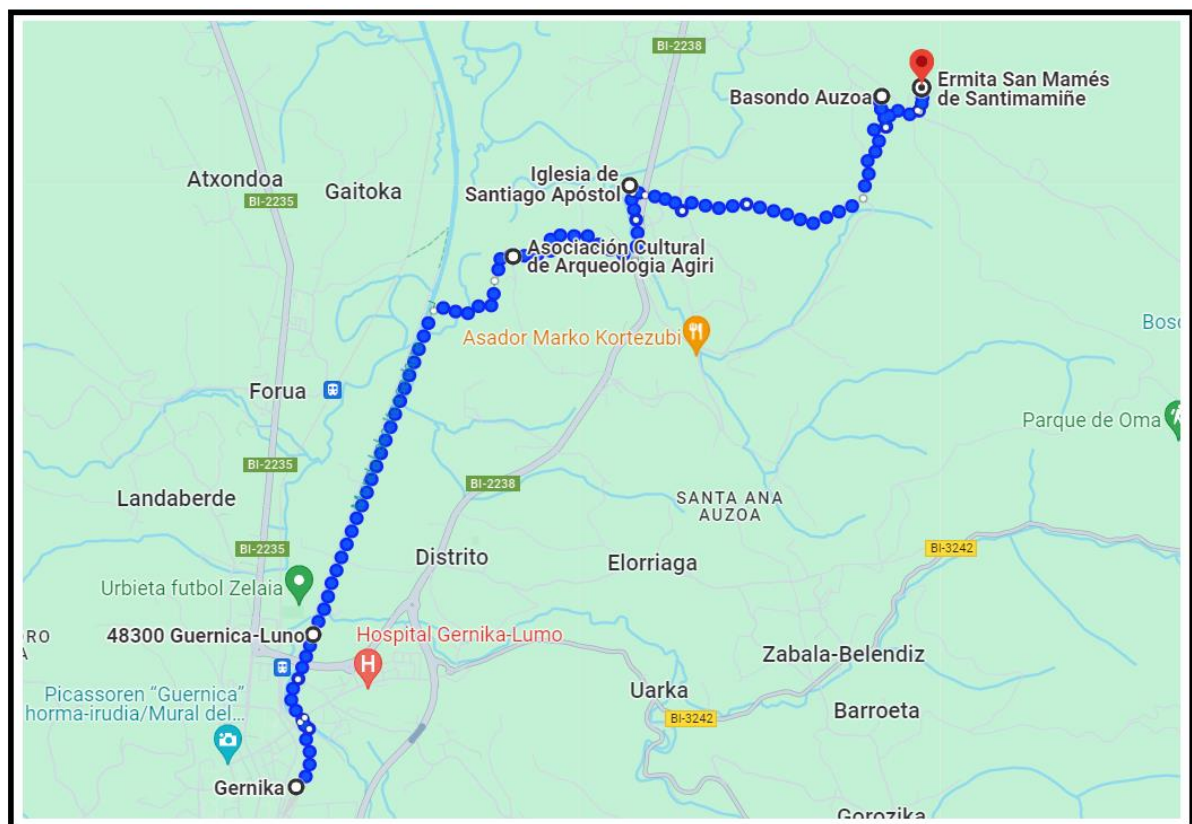 BI-2238
Ermita San Mamés
de Santimamiñe
Basondo Auzoa
Iglesia de
Santiago Apóstol
Atxondoa
Gaitoka
BI-2235
Asociación Cultural
de Arqueologia Agiri
Asador Marko Kortezubi
Bosc
Forua
Parque de Oma
BI-2235
BI-2238
Landaberde
SANTA ANA
AUZOA
BI-2235
Distrito
Elorriaga
BI-3242
Urbieta futbol Zelaia
48300 Guernica-Luno
ORO
A
Hospital Gernika-Lumo
H
Zabala-Belendiz
Picassoren "Guernica"
horma-irudia/Mural del...
Uarka
BI-3242
Barroeta
Gernika
Gorozika